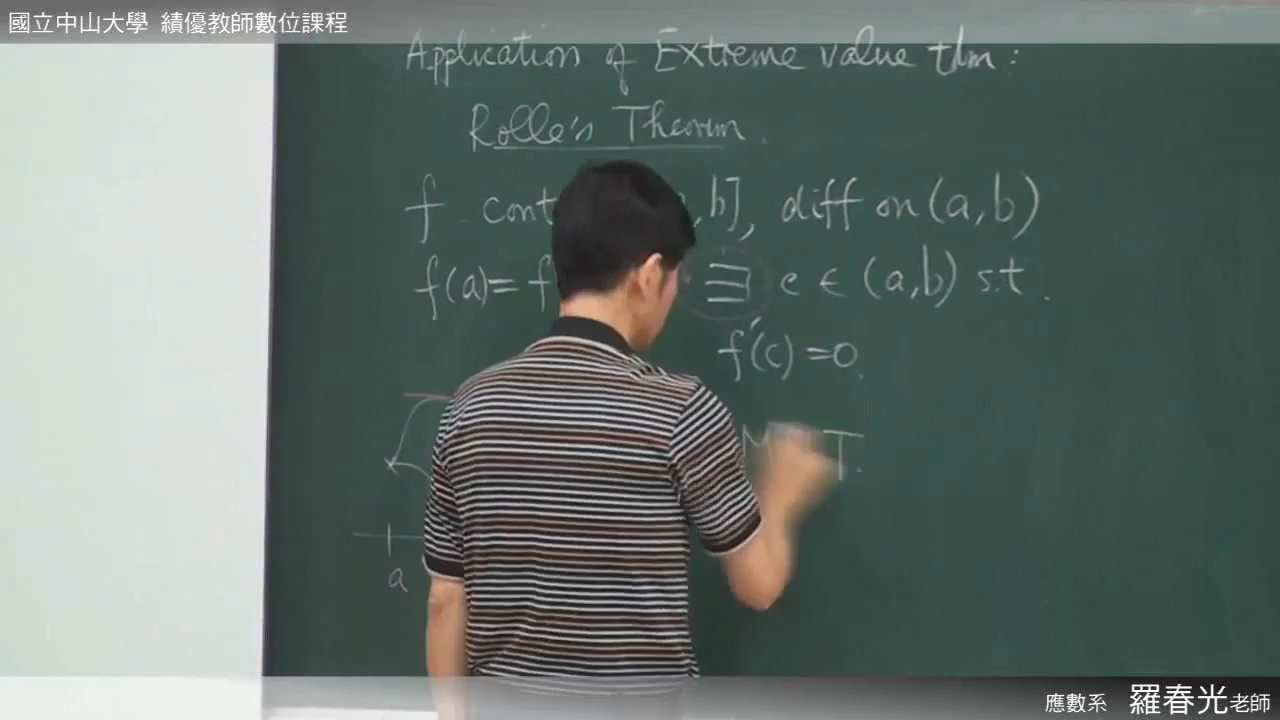 國立中山大學 績優教師數位課程
Application of Extreme value thm:
Rolle's Theorem.
f cont , b], diff on (a,b)
f(a)= f ∃ c ∈ (a,b) s.t.
f'(c) =0.
T.
a
應數系 羅春光老師